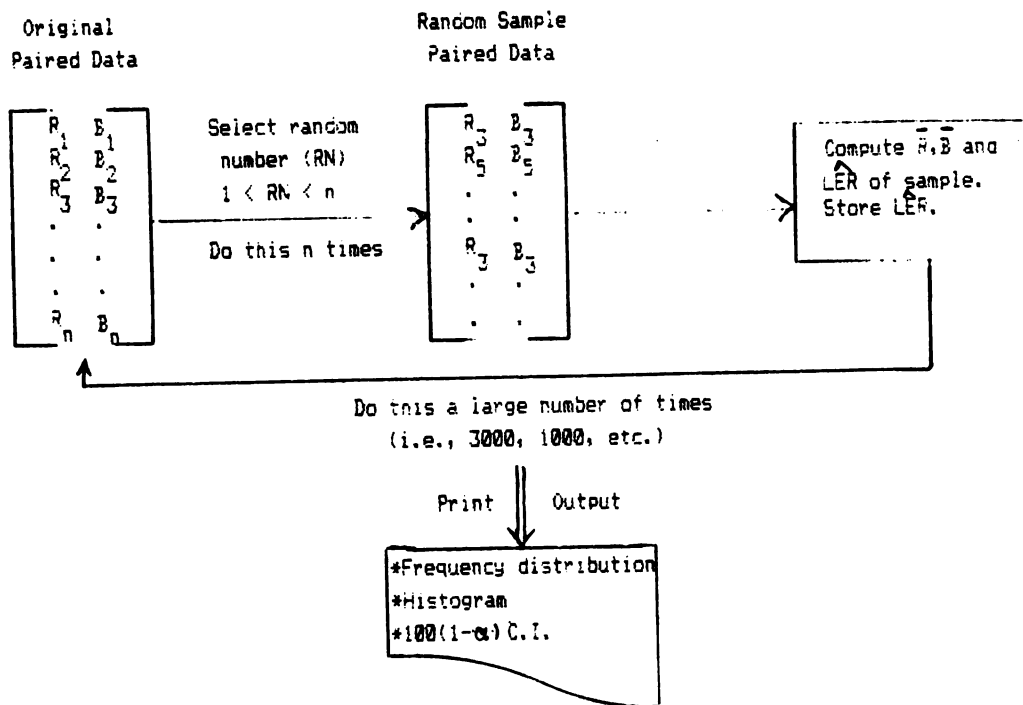 Original
Paired Data
Random Sample
Paired Data
R1 B1
R2 B2
R3 B3
. .
. .
. .
Rn Bn
Select random
number (RN)
1 < RN < n
Do this n times
R3 B3
R5 B5
. .
. .
R3 B3
. .
. .
Compute R̅,B̅ and
LER̂ of sample.
Store LER̂.
Do this a large number of times
(i.e., 3000, 1000, etc.)
Print Output
*Frequency distribution
*Histogram
*100(1-α)C.I.